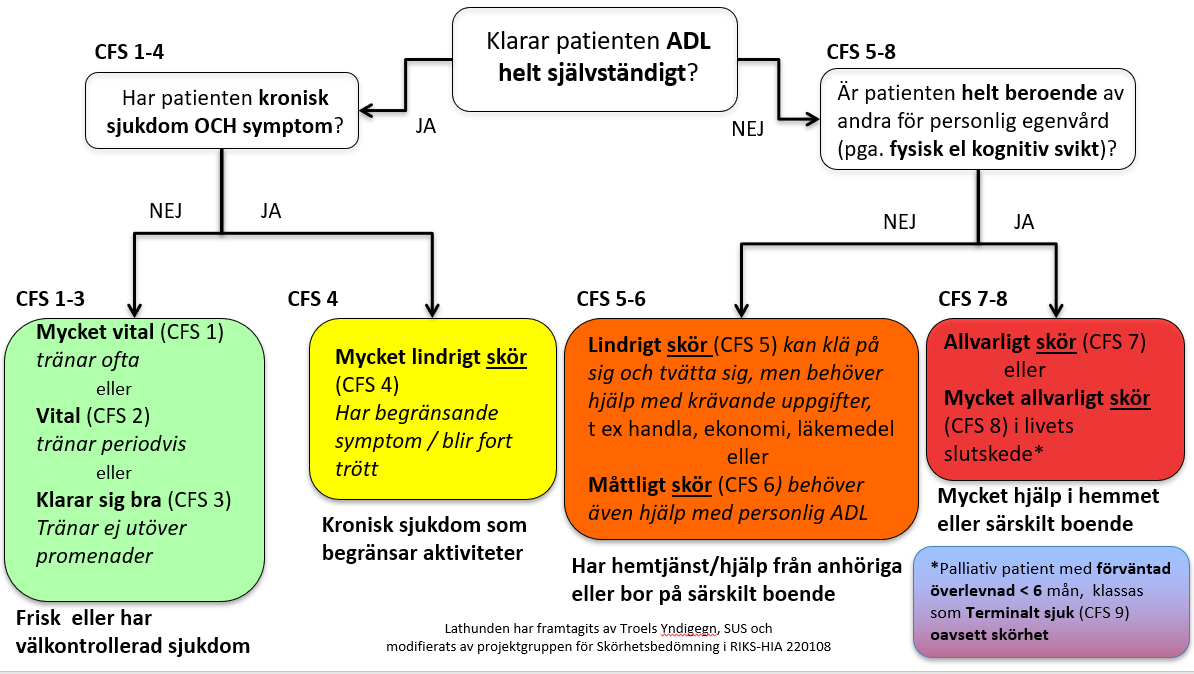 Klarar patienten ADL
helt självständigt?
CFS 1-4
Har patienten kronisk
sjukdom OCH symptom?
JA
NEJ
CFS 5-8
Är patienten helt beroende av
andra för personlig egenvård
(pga. fysisk el kognitiv svikt)?
NEJ
JA
NEJ
JA
CFS 1-3
Mycket vital (CFS 1)
tränar ofta
eller
Vital (CFS 2)
tränar periodvis
eller
Klarar sig bra (CFS 3)
Tränar ej utöver
promenader
Frisk eller har
välkontrollerad sjukdom
CFS 4
Mycket lindrigt skör
(CFS 4)
Har begränsande
symptom / blir fort
trött
Kronisk sjukdom som
begränsar aktiviteter
CFS 5-6
Lindrigt skör (CFS 5) kan klä på
sig och tvätta sig, men behöver
hjälp med krävande uppgifter,
t ex handla, ekonomi, läkemedel
eller
Måttligt skör (CFS 6) behöver
även hjälp med personlig ADL
Har hemtjänst/hjälp från anhöriga
eller bor på särskilt boende
CFS 7-8
Allvarligt skör (CFS 7)
eller
Mycket allvarligt skör
(CFS 8) i livets
slutskede*
Mycket hjälp i hemmet
eller särskilt boende
*Palliativ patient med förväntad
överlevnad < 6 mån, klassas
som Terminalt sjuk (CFS 9)
oavsett skörhet
Lathunden har framtagits av Troels Yndigegn, SUS och
modifierats av projektgruppen för Skörhetsbedömning i RIKS-HIA 220108